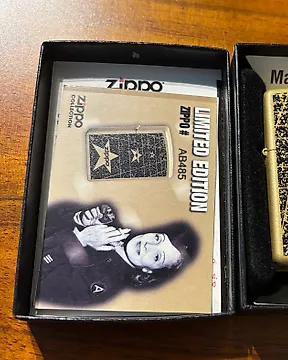 zippo
LIMITED EDITION
ZIPPO # AB485
zippo
COLLECTION
Ma